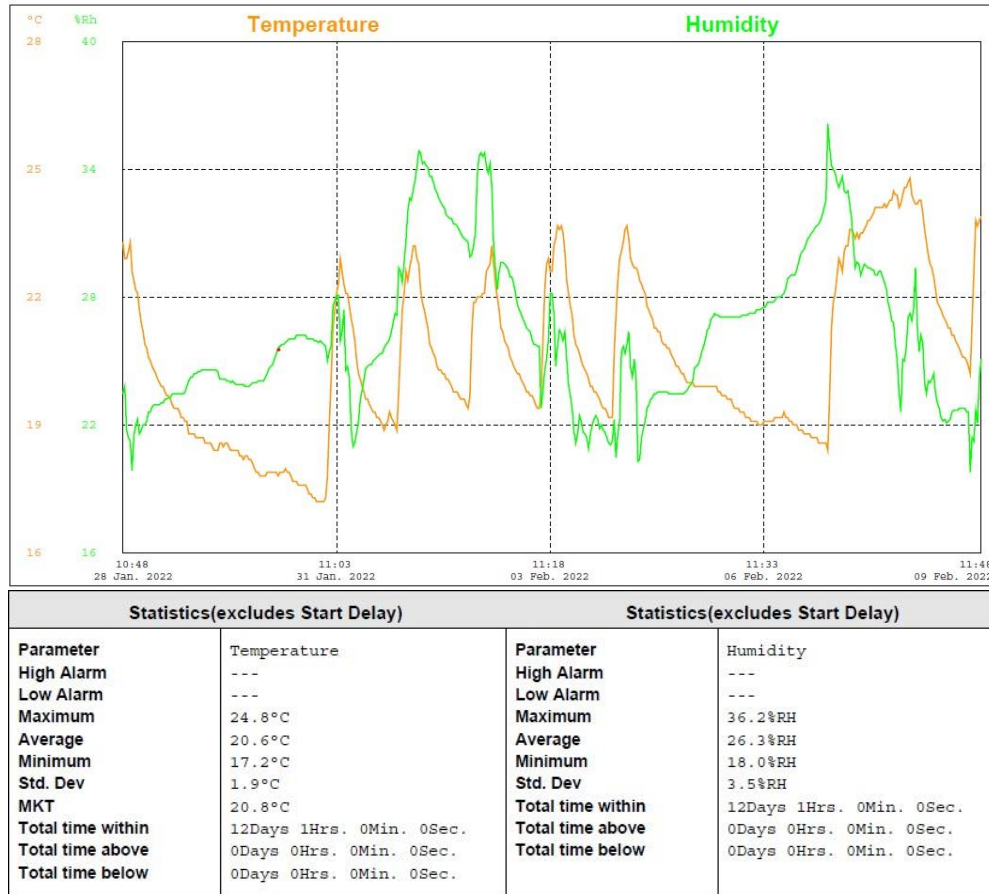 °C %Rh Temperature Humidity
28 40
25 34
22 28
19 22
16 16
10:48 11:03 11:18 11:33
28 Jan. 2022 31 Jan. 2022 03 Feb. 2022 06 Feb. 2022 09 Feb. 2022
Statistics(excludes Start Delay) Statistics(excludes Start Delay)
Parameter Temperature Parameter Humidity
High Alarm --- High Alarm ---
Low Alarm --- Low Alarm ---
Maximum 24.8°C Maximum 36.2%RH
Average 20.6°C Average 26.3%RH
Minimum 17.2°C Minimum 18.0%RH
Std. Dev 1.9°C Std. Dev 3.5%RH
MKT 20.8°C Total time within 12Days 1Hrs. 0Min. 0Sec.
Total time within 12Days 1Hrs. 0Min. 0Sec. Total time above 0Days 0Hrs. 0Min. 0Sec.
Total time above 0Days 0Hrs. 0Min. 0Sec. Total time below 0Days 0Hrs. 0Min. 0Sec.
Total time below 0Days 0Hrs. 0Min. 0Sec.